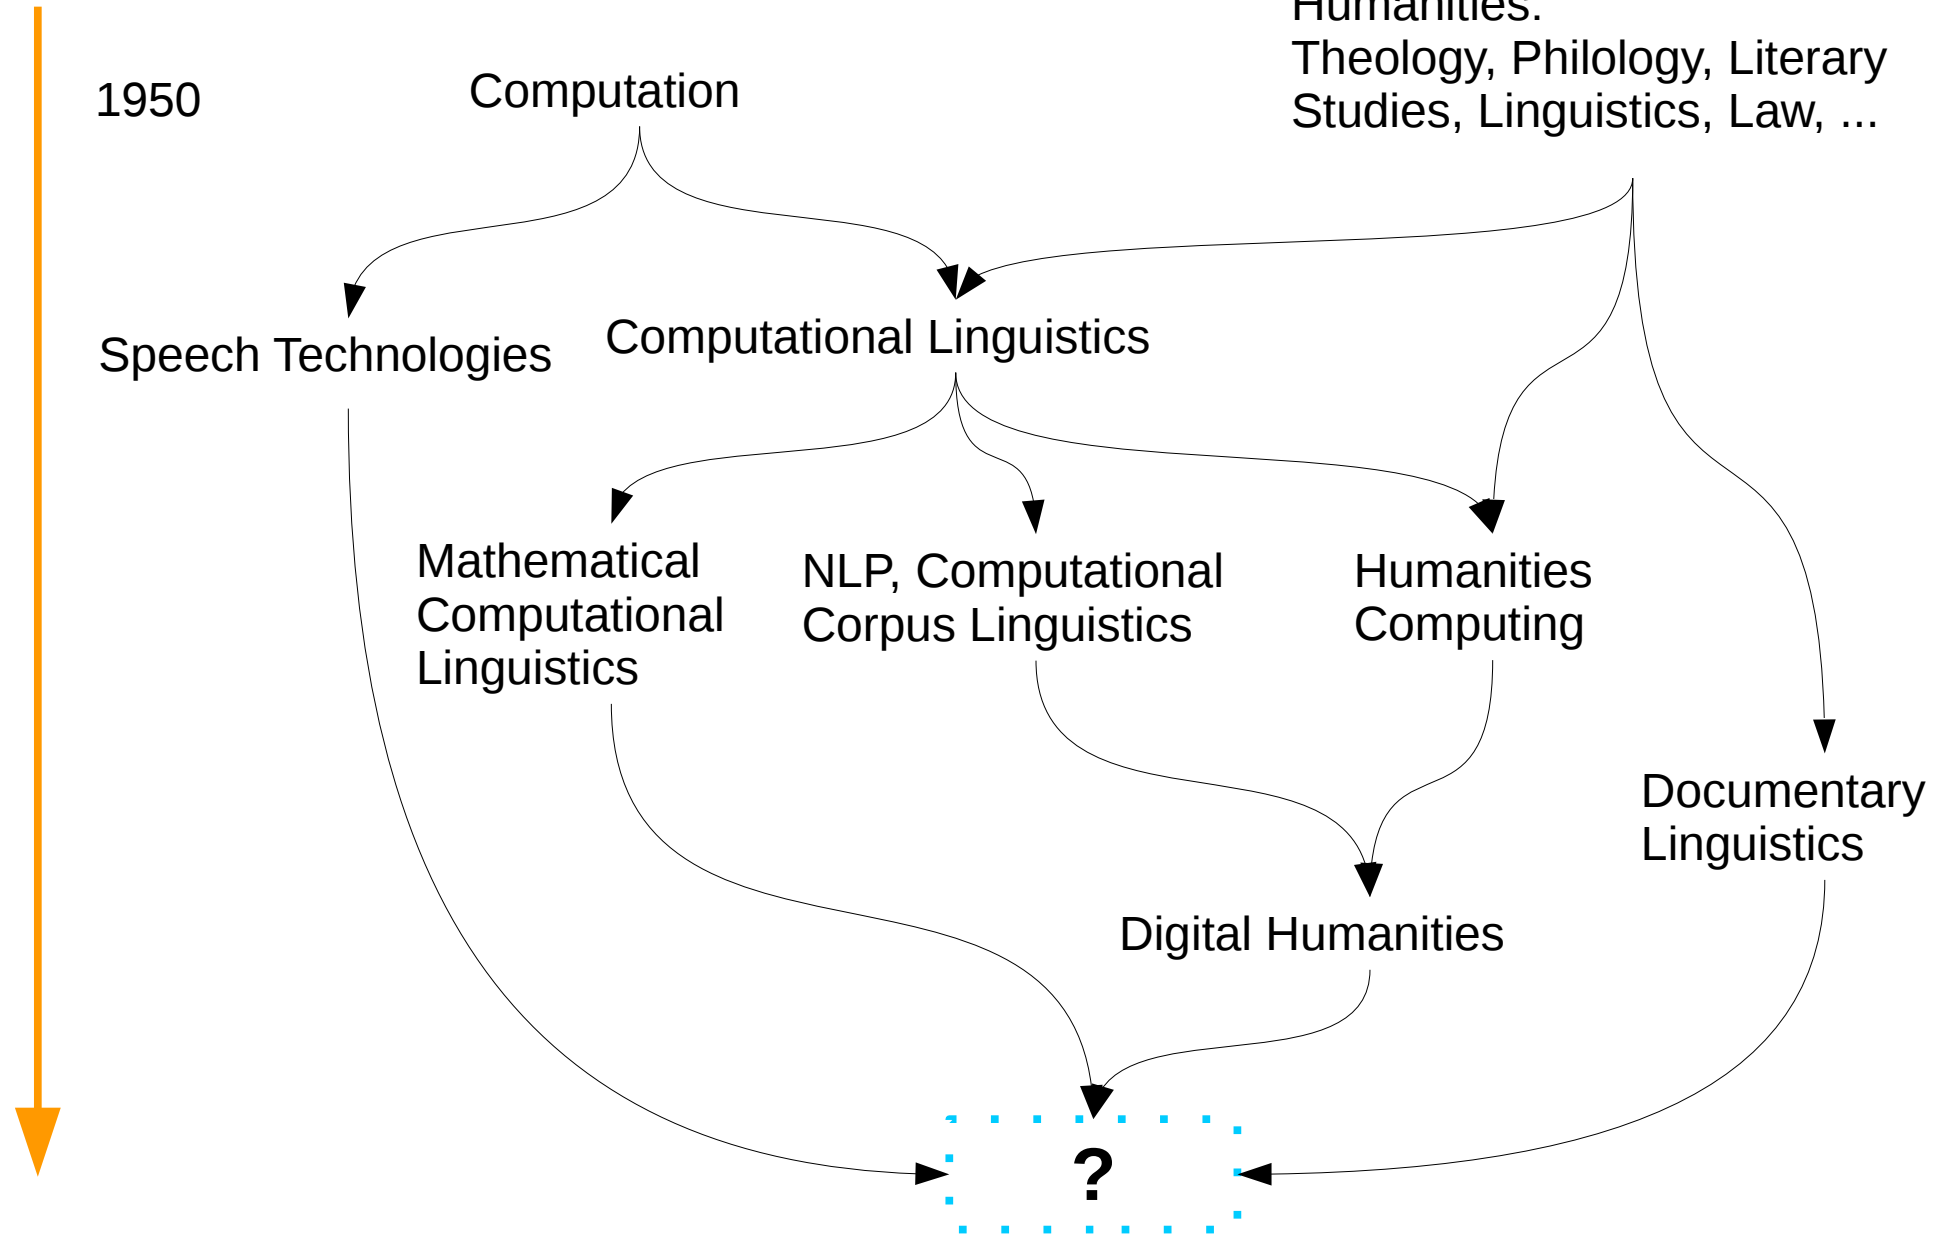 Humanities:
Theology, Philology, Literary
Studies, Linguistics, Law, ...
1950
Computation
Speech Technologies
Computational Linguistics
Mathematical
Computational
Linguistics
NLP, Computational
Corpus Linguistics
Humanities
Computing
Documentary
Linguistics
Digital Humanities
?